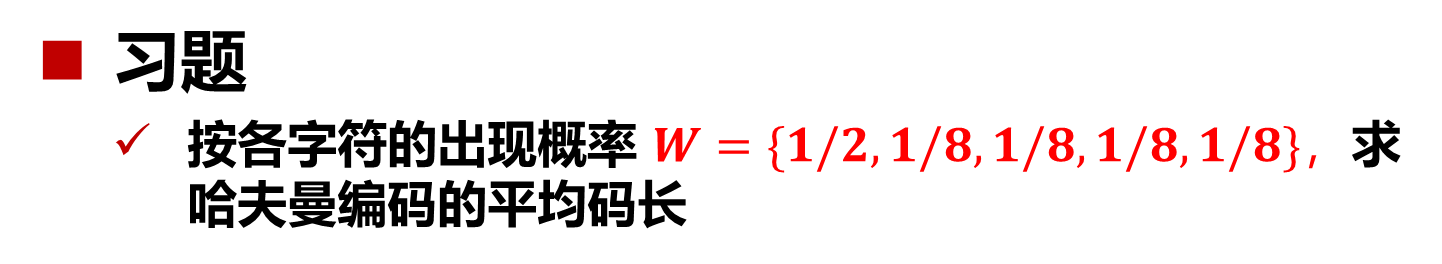 习题
按各字符的出现概率 W = {1/2, 1/8, 1/8, 1/8, 1/8}，求
哈夫曼编码的平均码长